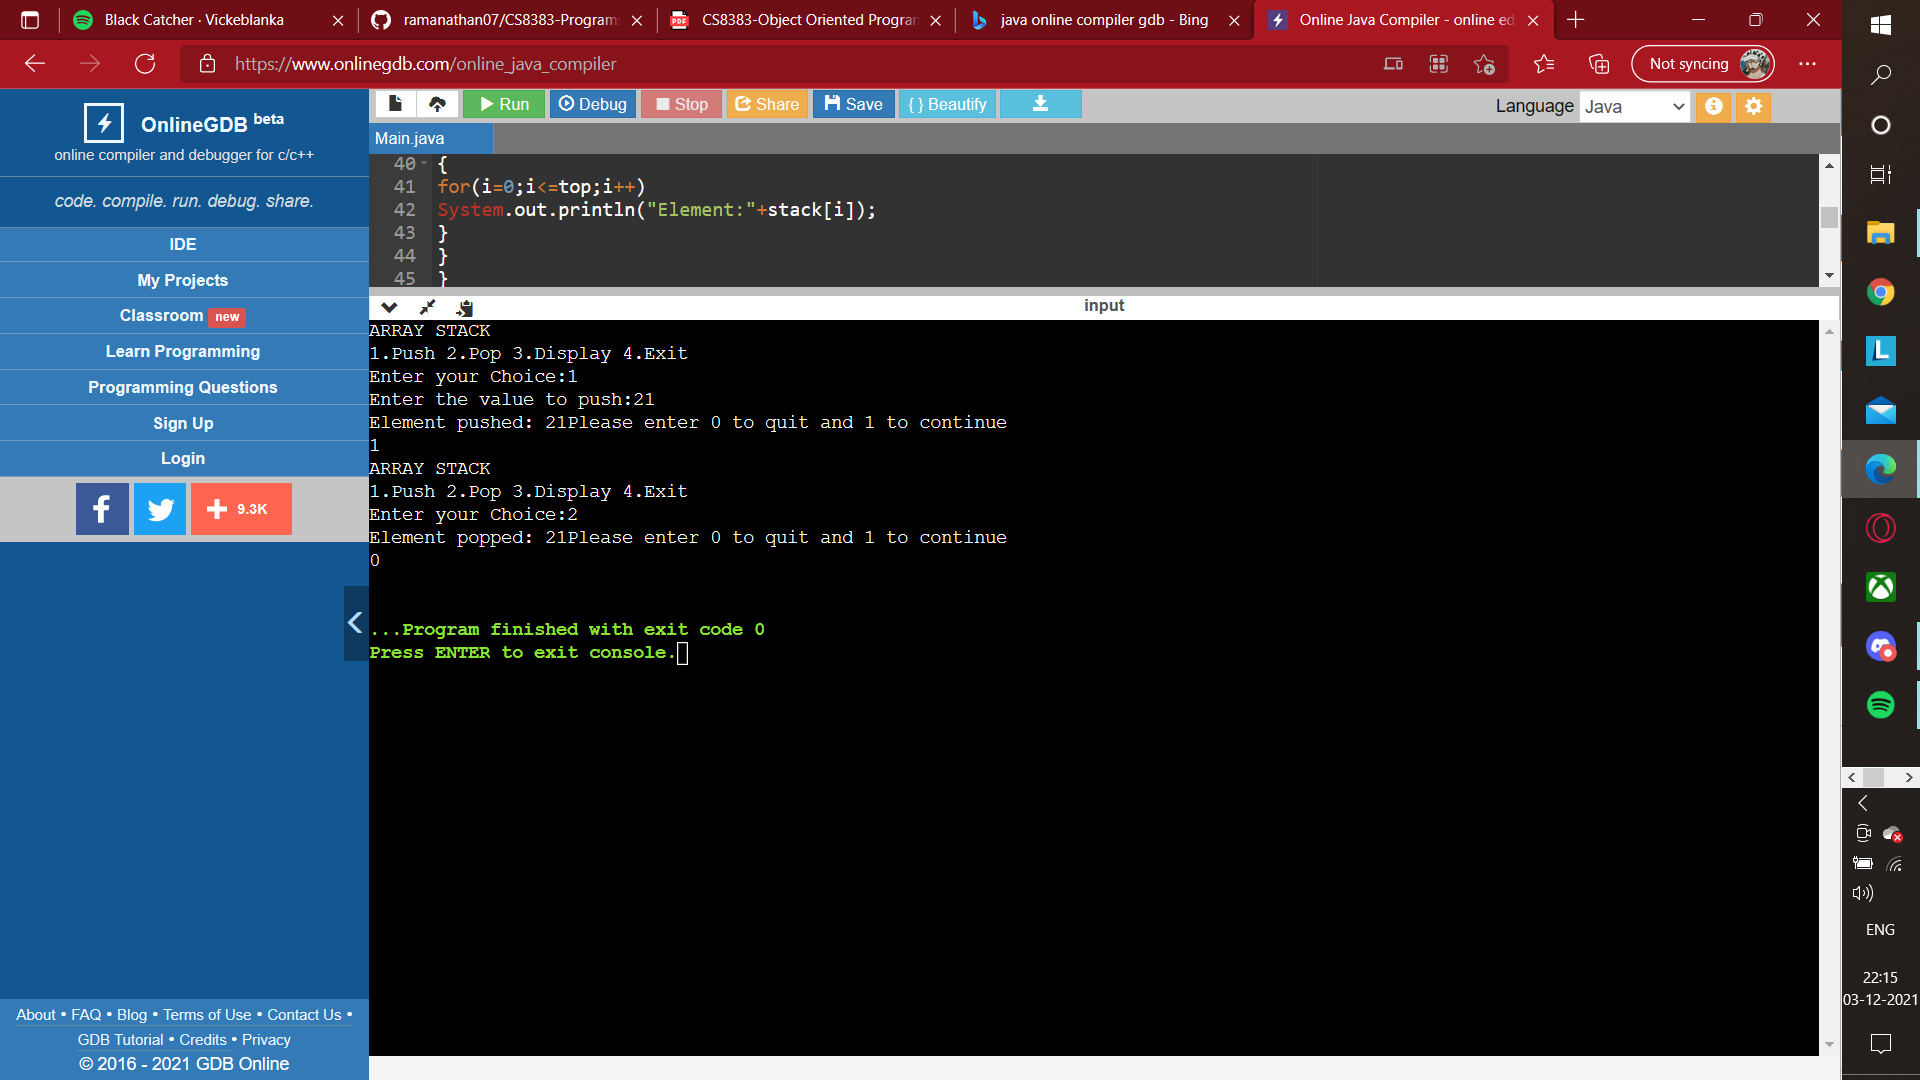 Black Catcher · Vickeblanka
ramanathan07/CS8383-Program
CS8383-Object Oriented Progra
java online compiler gdb - Bing
Online Java Compiler - online ed
https://www.onlinegdb.com/online_java_compiler
Not syncing
OnlineGDB beta
online compiler and debugger for c/c++
code. compile. run. debug. share.
IDE
My Projects
Classroom new
Learn Programming
Programming Questions
Sign Up
Login
f
9.3K
About • FAQ • Blog • Terms of Use • Contact Us •
GDB Tutorial • Credits • Privacy
© 2016 - 2021 GDB Online
Run Debug Stop Share Save {} Beautify
Language Java
Main.java
40 {
41 for(i=0;i<=top;i++)
42 System.out.println("Element:"+stack[i]);
43 }
44 }
45 }
input
ARRAY STACK
1.Push 2.Pop 3.Display 4.Exit
Enter your Choice:1
Enter the value to push:21
Element pushed: 21Please enter 0 to quit and 1 to continue
1
ARRAY STACK
1.Push 2.Pop 3.Display 4.Exit
Enter your Choice:2
Element popped: 21Please enter 0 to quit and 1 to continue
0
...Program finished with exit code 0
Press ENTER to exit console.
L
ENG
22:15
03-12-2021